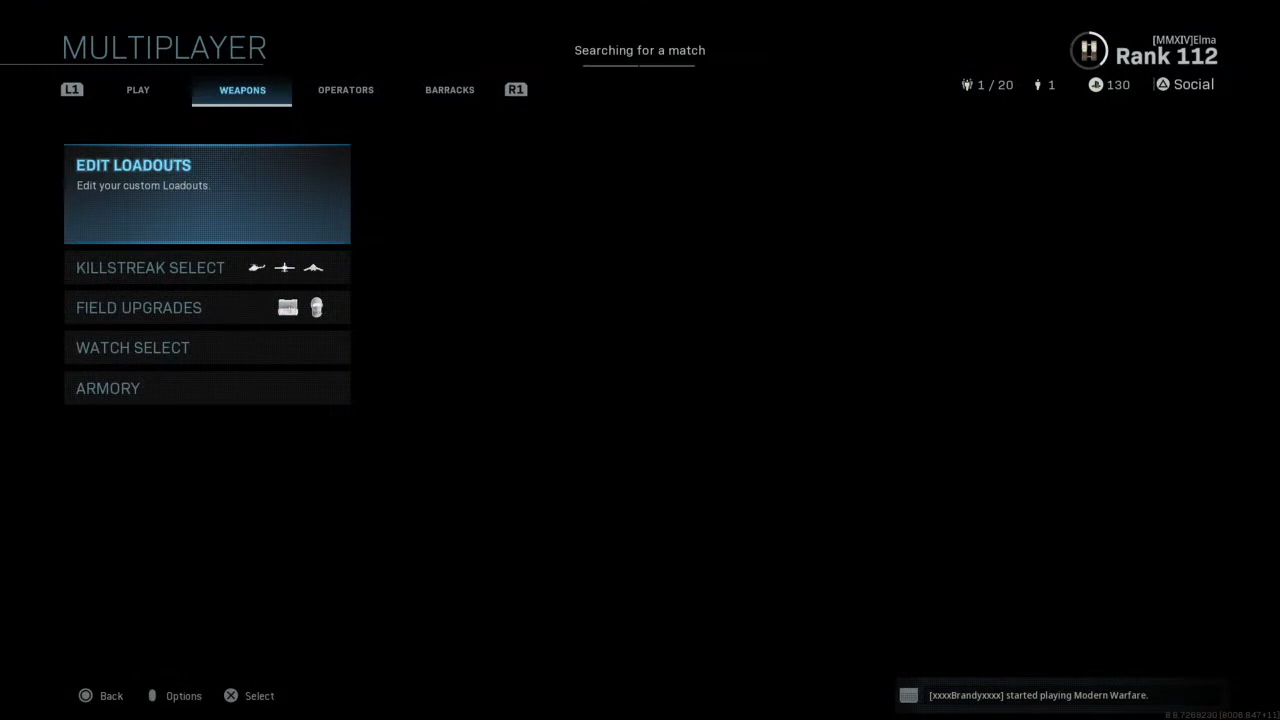 MULTIPLAYER
Searching for a match
[MMXIV]Elma
Rank 112
L1 PLAY WEAPONS OPERATORS BARRACKS R1
1 / 20 1 130 Social
EDIT LOADOUTS
Edit your custom Loadouts.
KILLSTREAK SELECT
FIELD UPGRADES
WATCH SELECT
ARMORY
Back Options Select
[xxxxBrandyxxxx] started playing Modern Warfare.